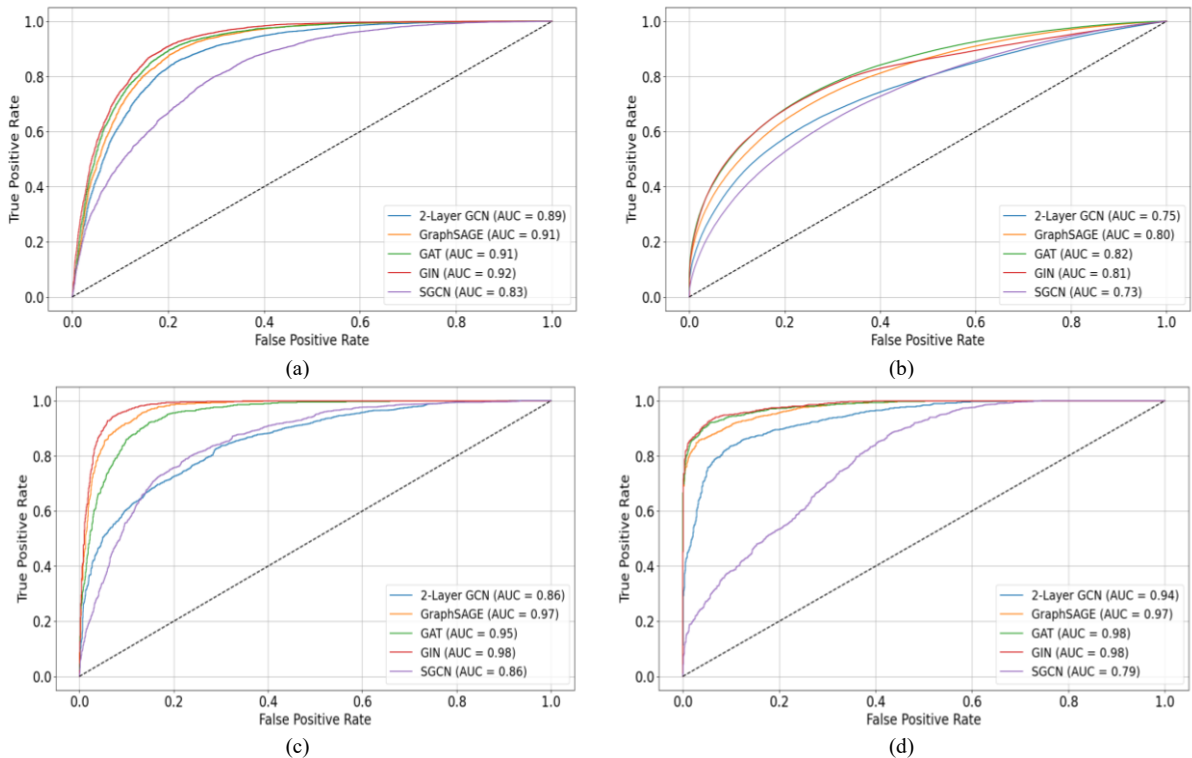 1.0
0.8
0.6
0.4
0.2
0.0
True Positive Rate
0.0 0.2 0.4 0.6 0.8 1.0
False Positive Rate
2-Layer GCN (AUC = 0.89)
GraphSAGE (AUC = 0.91)
GAT (AUC = 0.91)
GIN (AUC = 0.92)
SGCN (AUC = 0.83)
(a)
1.0
0.8
0.6
0.4
0.2
0.0
True Positive Rate
0.0 0.2 0.4 0.6 0.8 1.0
False Positive Rate
2-Layer GCN (AUC = 0.75)
GraphSAGE (AUC = 0.80)
GAT (AUC = 0.82)
GIN (AUC = 0.81)
SGCN (AUC = 0.73)
(b)
1.0
0.8
0.6
0.4
0.2
0.0
True Positive Rate
0.0 0.2 0.4 0.6 0.8 1.0
False Positive Rate
2-Layer GCN (AUC = 0.86)
GraphSAGE (AUC = 0.97)
GAT (AUC = 0.95)
GIN (AUC = 0.98)
SGCN (AUC = 0.86)
(c)
1.0
0.8
0.6
0.4
0.2
0.0
True Positive Rate
0.0 0.2 0.4 0.6 0.8 1.0
False Positive Rate
2-Layer GCN (AUC = 0.94)
GraphSAGE (AUC = 0.97)
GAT (AUC = 0.98)
GIN (AUC = 0.98)
SGCN (AUC = 0.79)
(d)